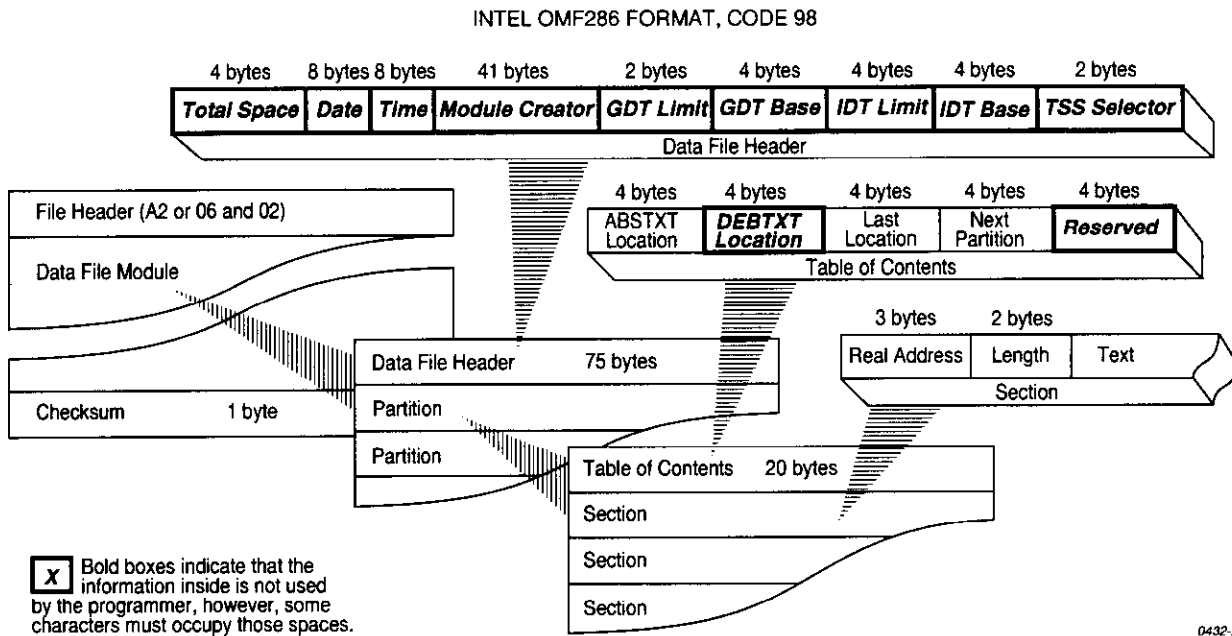 INTEL OMF286 FORMAT, CODE 98
4 bytes 8 bytes 8 bytes 41 bytes 2 bytes 4 bytes 4 bytes 4 bytes 2 bytes
Total Space Date Time Module Creator GDT Limit GDT Base IDT Limit IDT Base TSS Selector
Data File Header
4 bytes 4 bytes 4 bytes 4 bytes 4 bytes
ABSTXT Location
DEBTXT Location
Last Location
Next Partition
Reserved
Table of Contents
File Header (A2 or 06 and 02)
Data File Module
Checksum 1 byte
3 bytes 2 bytes
Real Address Length Text
Section
Data File Header 75 bytes
Partition
Partition
Table of Contents 20 bytes
Section
Section
Section
X Bold boxes indicate that the
information inside is not used
by the programmer, however, some
characters must occupy those spaces.
0432-